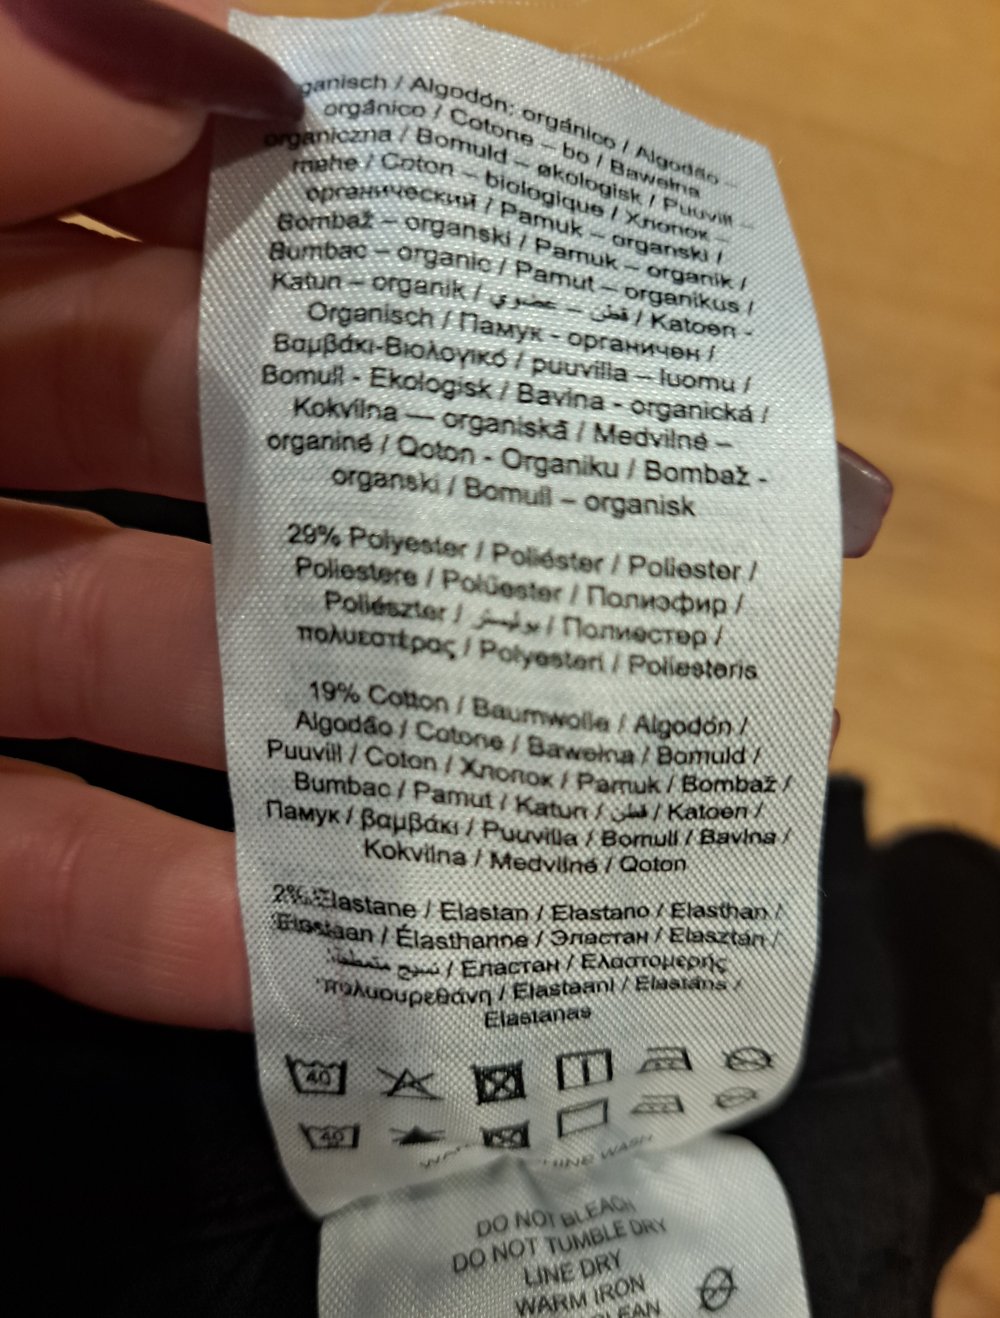 ganisch / Algodón: orgánico / Algodão –
orgânico / Cotone – bo / Bawełna
organiczna / Bomuld – økologisk / Puuvill –
mahe / Coton – biologique / Хлопок –
органический / Pamuk – organski /
Bombaž – organski / Pamuk – organik /
Bumbac – organic / Pamut – organikus /
Katun – organik / قطن – عضوي / Katoen -
Organisch / Памук - органичен /
Βαμβάκι-Βιολογικό / puuvilla – luomu /
Bomull - Ekologisk / Bavlna - organická /
Kokvilna — organiskā / Medvilnė –
organinė / Qoton - Organiku / Bombaž -
organski / Bomull – organisk
29% Polyester / Poliéster / Poliester /
Poliestere / Polüester / Полиэфир /
Poliészter / بوليستر / Полиестер /
πολυεστέρας / Polyesteri / Poliesteris
19% Cotton / Baumwolle / Algodón /
Algodão / Cotone / Bawełna / Bomuld /
Puuvill / Coton / Хлопок / Pamuk / Bombaž /
Bumbac / Pamut / Katun / قطن / Katoen /
Памук / βαμβάκι / Puuvilla / Bomull / Bavlna /
Kokvilna / Medvilnė / Qoton
2% Elastane / Elastan / Elastano / Elasthan /
Elastaan / Élasthanne / Эластан / Elasztán /
نسيج متمطط / Еластан / Ελαστομερής
πολυουρεθάνη / Elastaani / Elastāns /
Elastanas
40
40
WASH
DO NOT BLEACH
DO NOT TUMBLE DRY
LINE DRY
WARM IRON